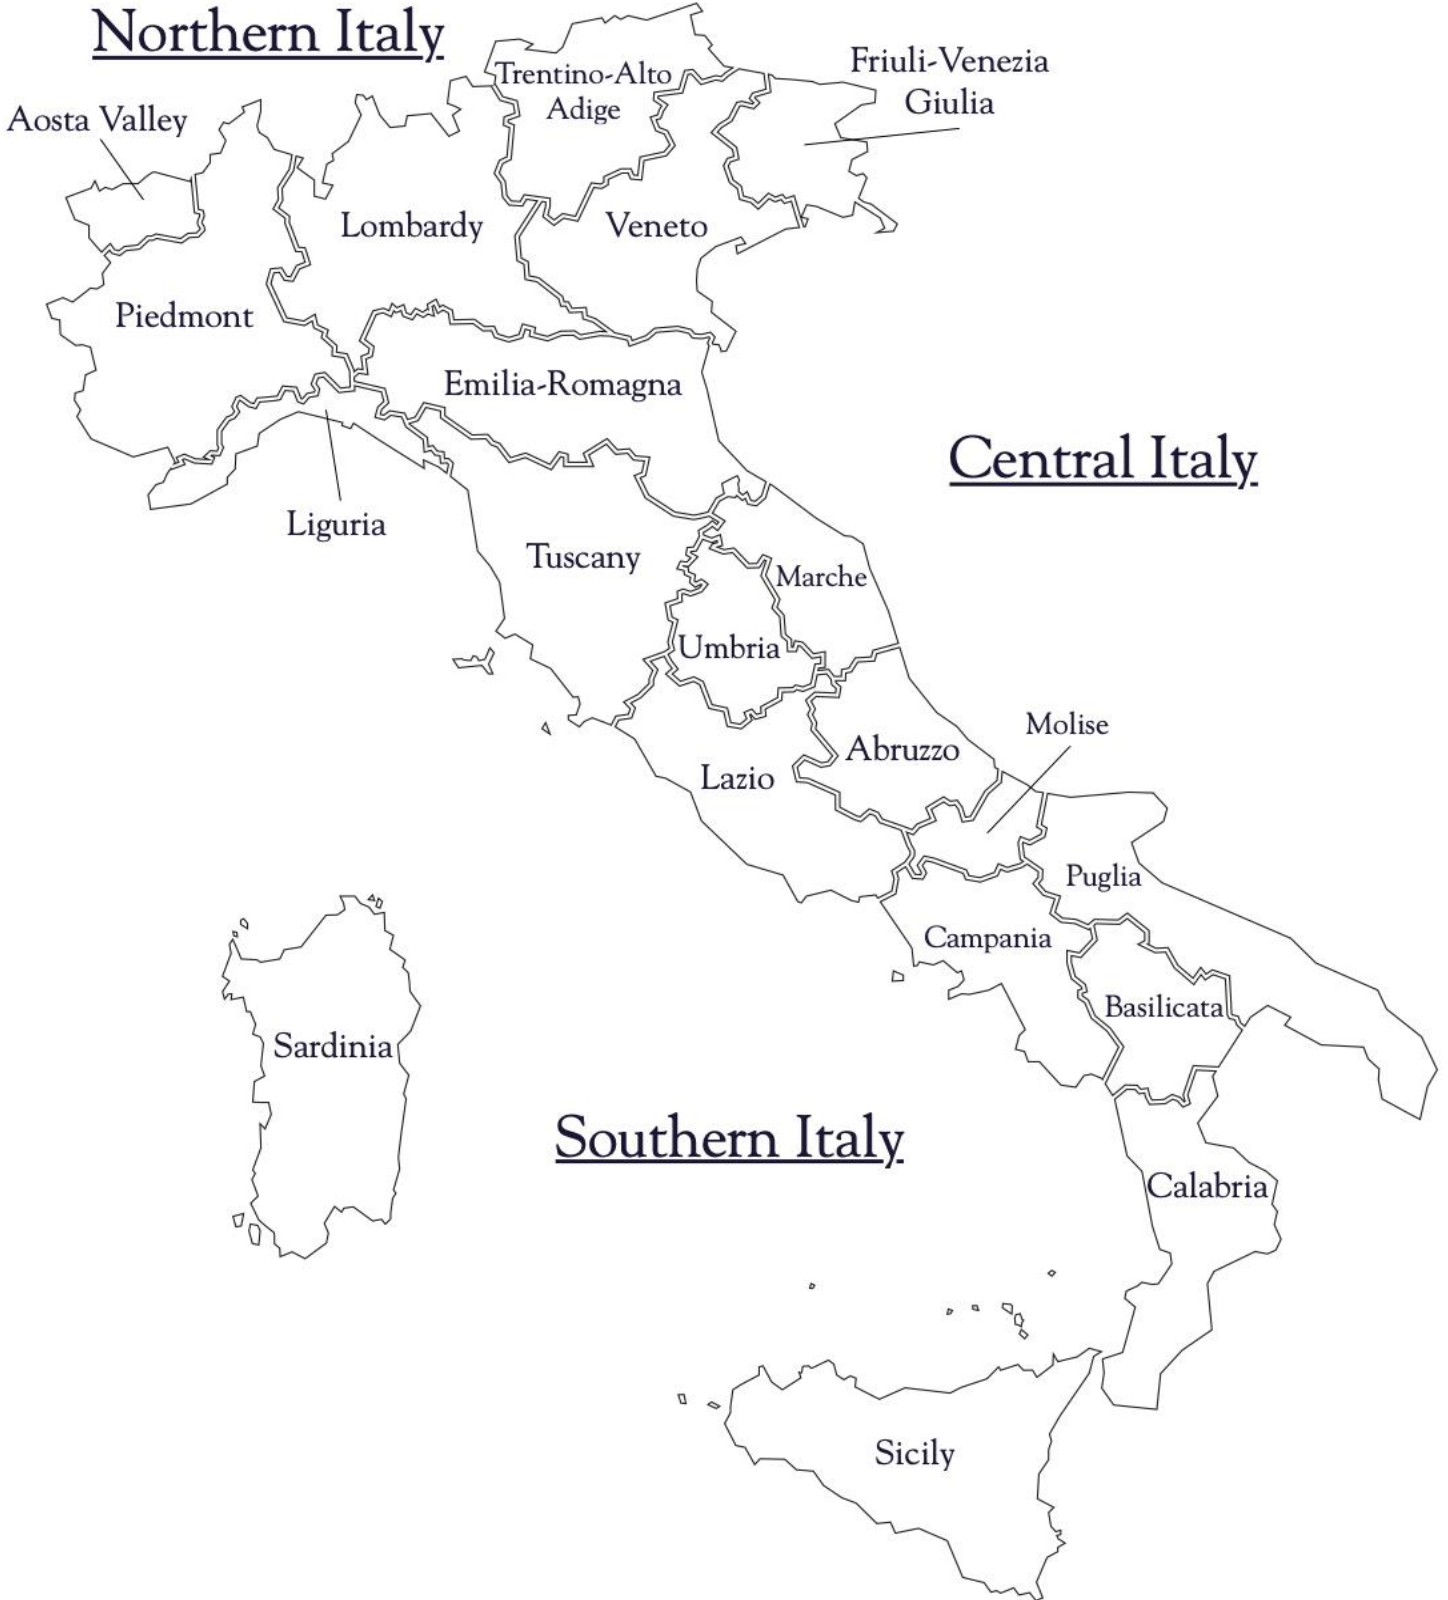 Northern Italy
Trentino-Alto
Adige
Friuli-Venezia
Giulia
Aosta Valley
Lombardy
Veneto
Piedmont
Emilia-Romagna
Central Italy
Liguria
Tuscany
Marche
Umbria
Molise
Abruzzo
Lazio
Puglia
Campania
Basilicata
Sardinia
Southern Italy
Calabria
Sicily